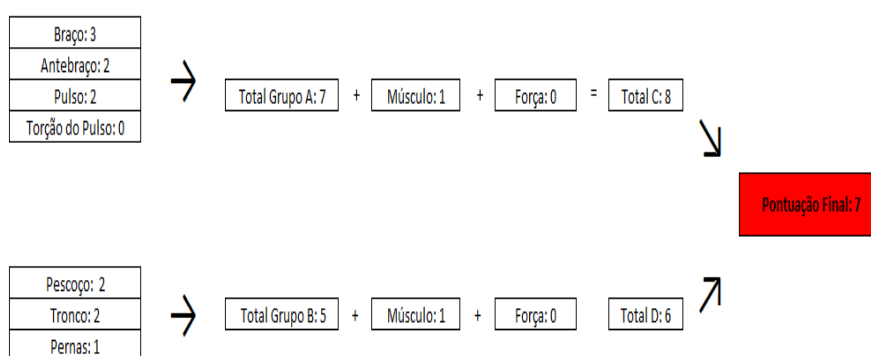 Braço: 3
Antebraço: 2
Pulso: 2
Torção do Pulso: 0
Total Grupo A: 7 + Músculo: 1 + Força: 0 = Total C: 8
Pontuação Final: 7
Pescoço: 2
Tronco: 2
Pernas: 1
Total Grupo B: 5 + Músculo: 1 + Força: 0 Total D: 6